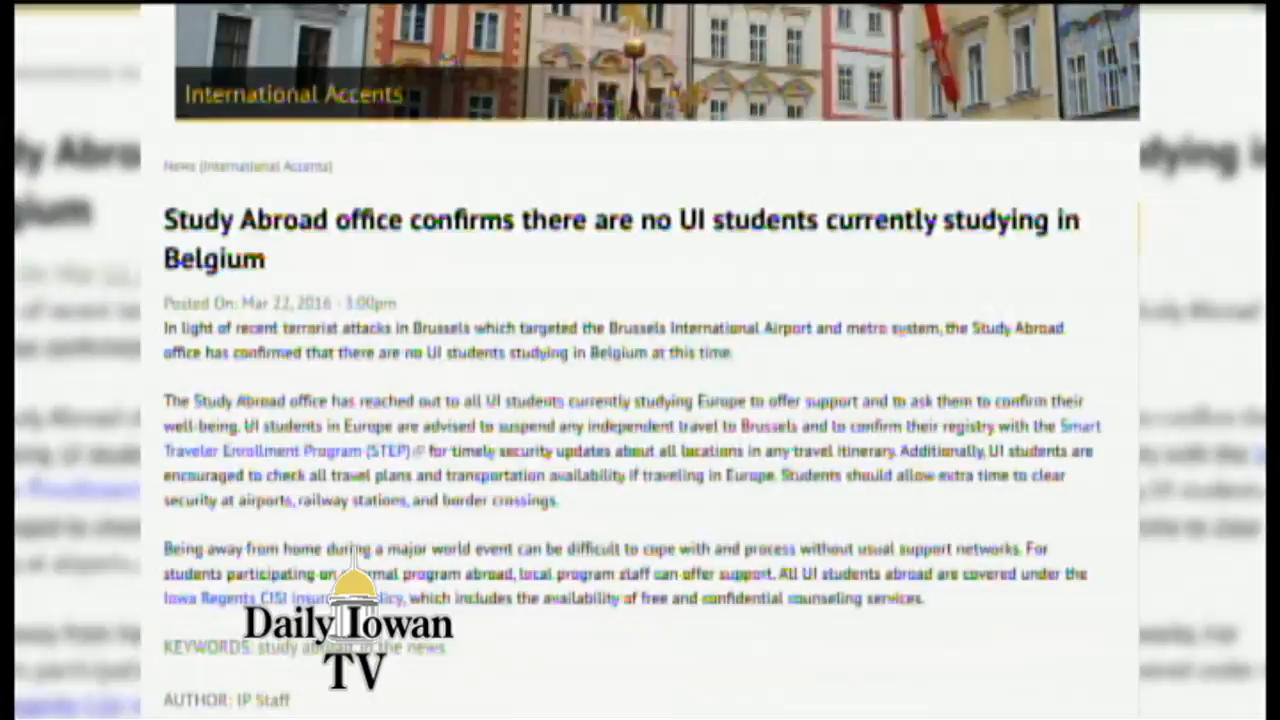 International Accents
News (International Accents)
Study Abroad office confirms there are no UI students currently studying in
Belgium
Posted On: Mar 22, 2016 - 3:00pm
In light of recent terrorist attacks in Brussels which targeted the Brussels International Airport and metro system, the Study Abroad
office has confirmed that there are no UI students studying in Belgium at this time.
The Study Abroad office has reached out to all UI students currently studying Europe to offer support and to ask them to confirm their
well-being. UI students in Europe are advised to suspend any independent travel to Brussels and to confirm their registry with the Smart
Traveler Enrollment Program (STEP) for timely security updates about all locations in any travel itinerary. Additionally, UI students are
encouraged to check all travel plans and transportation availability if traveling in Europe. Students should allow extra time to clear
security at airports, railway stations, and border crossings.
Being away from home during a major world event can be difficult to cope with and process without usual support networks. For
students participating on mal program abroad, local program staff can offer support. All UI students abroad are covered under the
Iowa Regents CISI licy, which includes the availability of free and confidential counseling services.
Daily Iowan
TV
KEYWORDS: study the news
AUTHOR: IP Staff